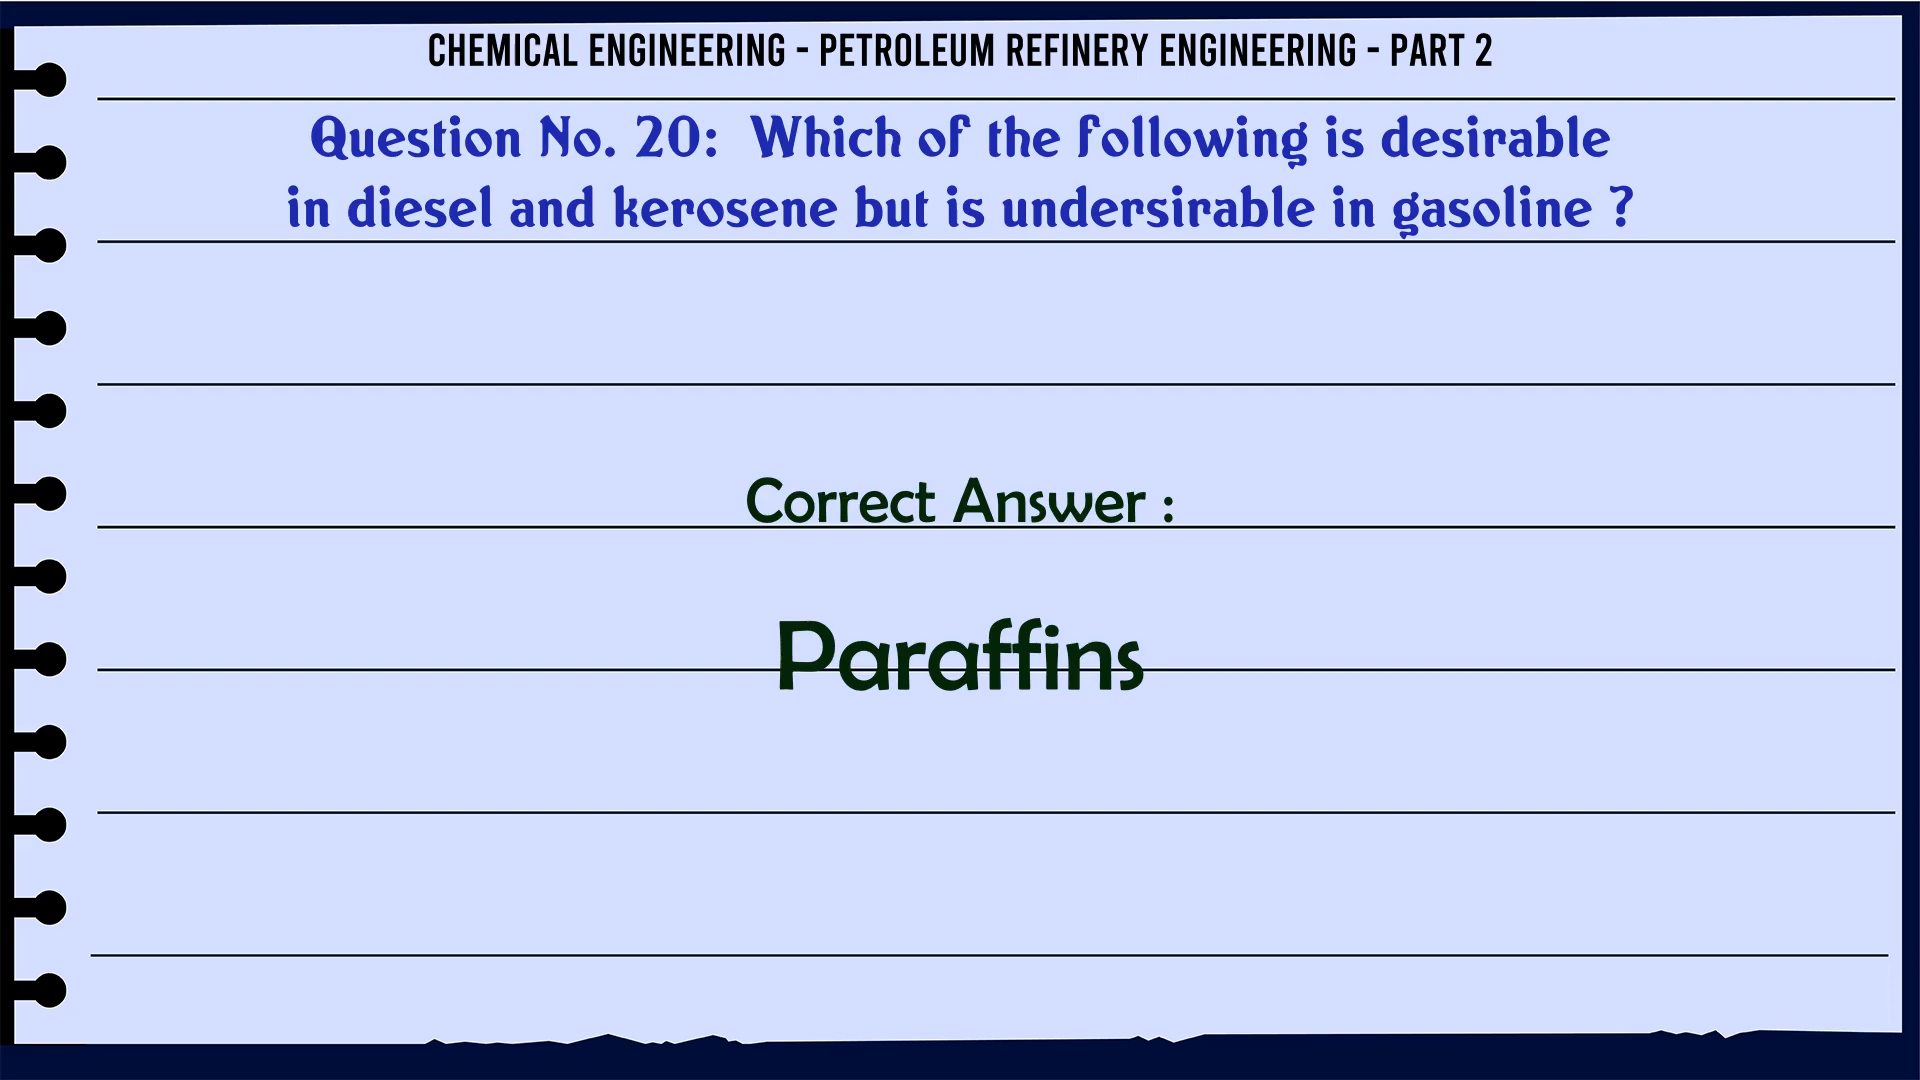 CHEMICAL ENGINEERING - PETROLEUM REFINERY ENGINEERING - PART 2
Question No. 20: Which of the following is desirable
in diesel and kerosene but is undersirable in gasoline ?
Correct Answer :
Paraffins